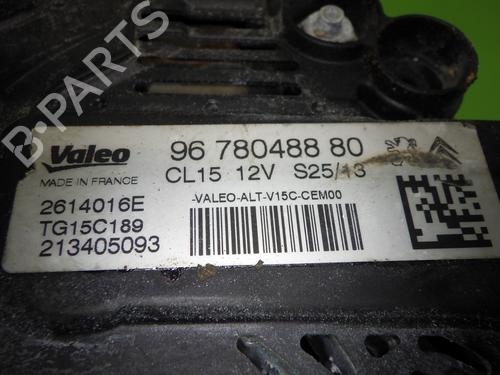 B-PARTS
Valeo 96 780488 80
MADE IN FRANCE CL15 12V S25/13
2614016E -VALEO-ALT-V15C-CEM00
TG15C189
213405093